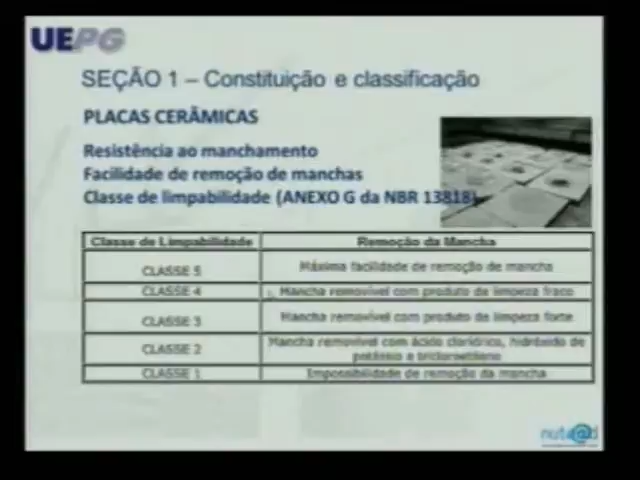 UEPG
SEÇÃO 1 – Constituição e classificação
PLACAS CERÂMICAS
Resistência ao manchamento
Facilidade de remoção de manchas
Classe de limpabilidade (ANEXO G da NBR 13818)
Classe de Limpabilidade Remoção da Mancha
CLASSE 5 Máxima facilidade de remoção de mancha
CLASSE 4 Mancha removível com produto de limpeza fraco
CLASSE 3 Mancha removível com produto de limpeza forte
CLASSE 2 Mancha removível com ácido clorídrico, hidróxido de
potássio e tricloroetileno
CLASSE 1 Impossibilidade de remoção da mancha
nute@d